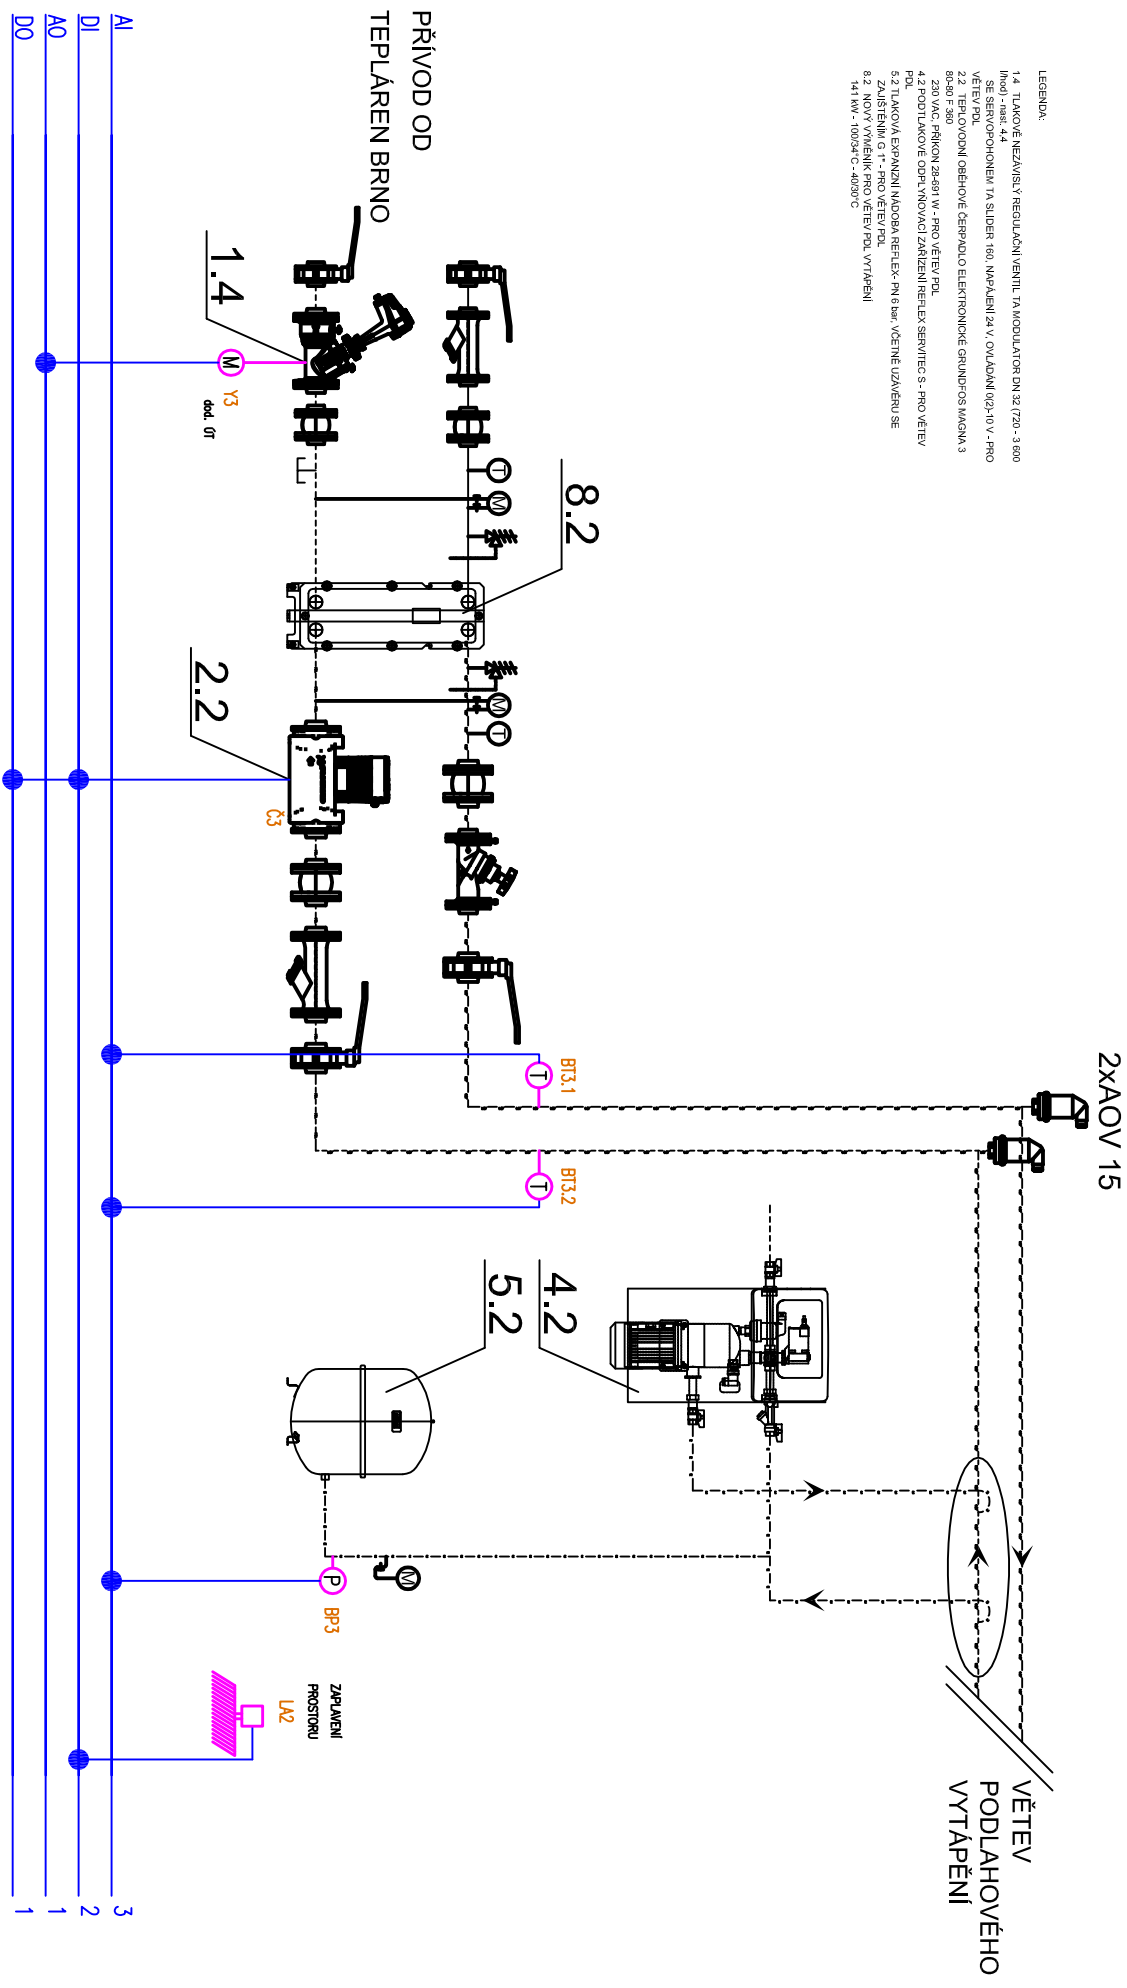 LEGENDA:
1.4 TLAKOVĚ NEZÁVISLÝ REGULAČNÍ VENTIL TA MODULATOR DN 32 (720 - 3 600
l/hod) - nast. 4,4
SE SERVOPOHONEM TA SLIDER 160, NAPÁJENÍ 24 V, OVLÁDÁNÍ 0(2)-10 V - PRO
VĚTEV PDL
2.2 TEPLOVODNÍ OBĚHOVÉ ČERPADLO ELEKTRONICKÉ GRUNDFOS MAGNA 3
80-80 F 360
230 VAC, PŘÍKON 28-691 W - PRO VĚTEV PDL
4.2 PODTLAKOVÉ ODPLYŇOVACÍ ZAŘÍZENÍ REFLEX SERVITEC S - PRO VĚTEV
PDL
5.2 TLAKOVÁ EXPANZNÍ NÁDOBA REFLEX- PN 6 bar, VČETNĚ UZÁVĚRU SE
ZAJIŠTĚNÍM G 1" - PRO VĚTEV PDL
8.2 NOVÝ VÝMĚNÍK PRO VĚTEV PDL VYTÁPĚNÍ
141 kW - 100/34°C - 40/30°C
2xAOV 15
PŘÍVOD OD
TEPLÁREN BRNO
8.2
T
M
M
T
1.4
M
Y3
dod. ÚT
2.2
Č3
BT3.1
T
BT3.2
T
4.2
5.2
M
P
BP3
ZAPLAVENÍ
PROSTORU
LA2
VĚTEV
PODLAHOVÉHO
VYTÁPĚNÍ
AI
3
DI
2
AO
1
DO
1